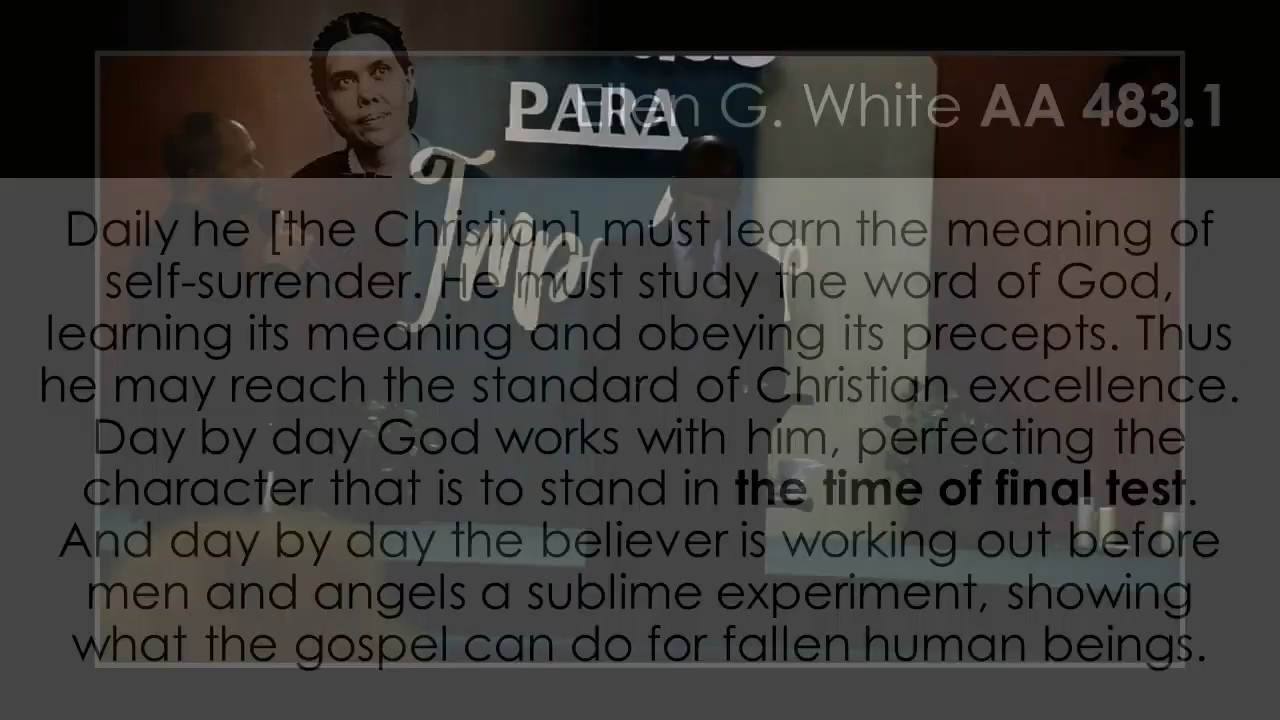 PARA
Ellen G. White AA 483.1
Daily he [the Christian] must learn the meaning of
self-surrender. He must study the word of God,
learning its meaning and obeying its precepts. Thus
he may reach the standard of Christian excellence.
Day by day God works with him, perfecting the
character that is to stand in the time of final test.
And day by day the believer is working out before
men and angels a sublime experiment, showing
what the gospel can do for fallen human beings.